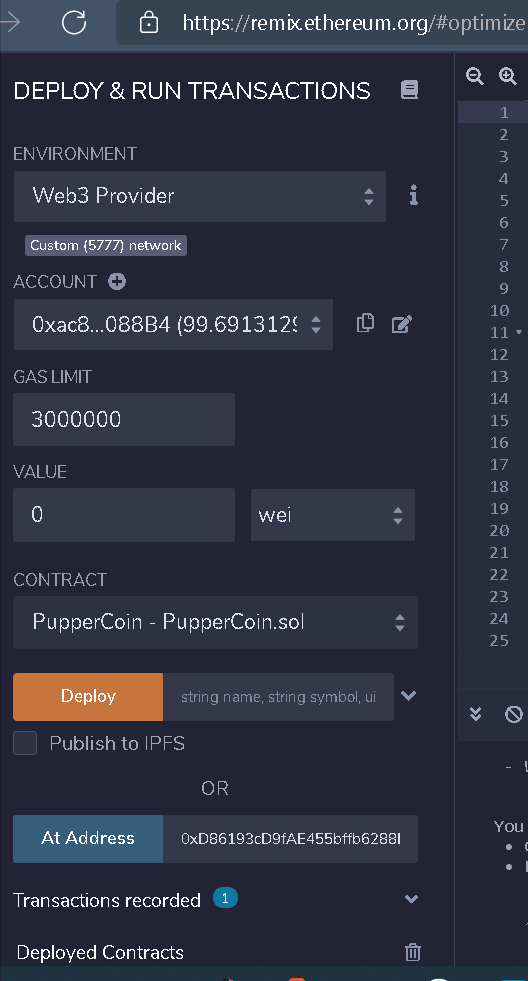 https://remix.ethereum.org/#optimize
DEPLOY & RUN TRANSACTIONS
ENVIRONMENT
Web3 Provider
Custom (5777) network
ACCOUNT
0xac8...088B4 (99.6913129
GAS LIMIT
3000000
VALUE
0
wei
CONTRACT
PupperCoin - PupperCoin.sol
Deploy
string name, string symbol, ui
Publish to IPFS
OR
At Address
0xD86193cD9fAE455bffb6288
Transactions recorded 1
Deployed Contracts
1
2
3
4
5
6
7
8
9
10
11
12
13
14
15
16
17
18
19
20
21
22
23
24
25
-
You